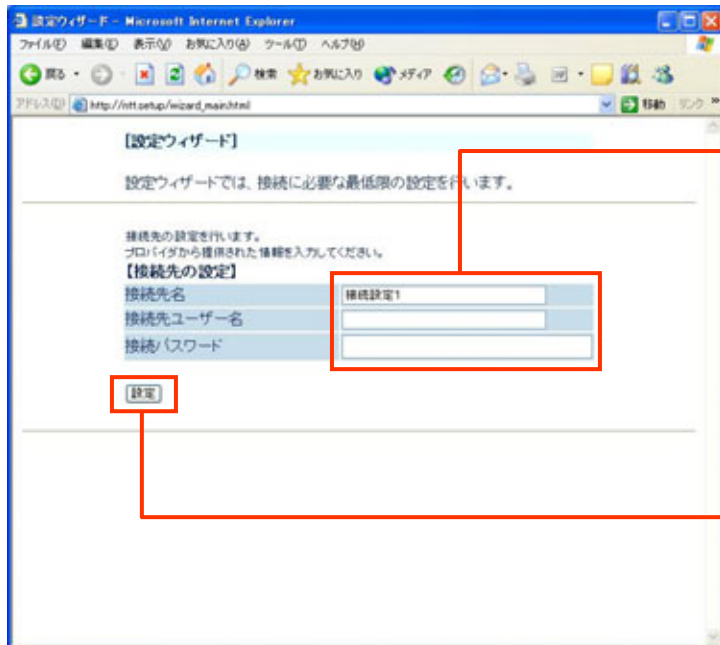 設定ウィザード - Microsoft Internet Explorer
ファイル(F) 編集(E) 表示(V) お気に入り(A) ツール(T) ヘルプ(H)
戻る 検索 お気に入り メディア
アドレス(D) http://ntt.setup/wizard_main.html 移動 リンク »
【設定ウィザード】
設定ウィザードでは、接続に必要な最低限の設定を行います。
接続先の設定を行います。
プロバイダから提供された情報を入力してください。
【接続先の設定】
接続先名 接続設定1
接続先ユーザー名
接続パスワード
設定